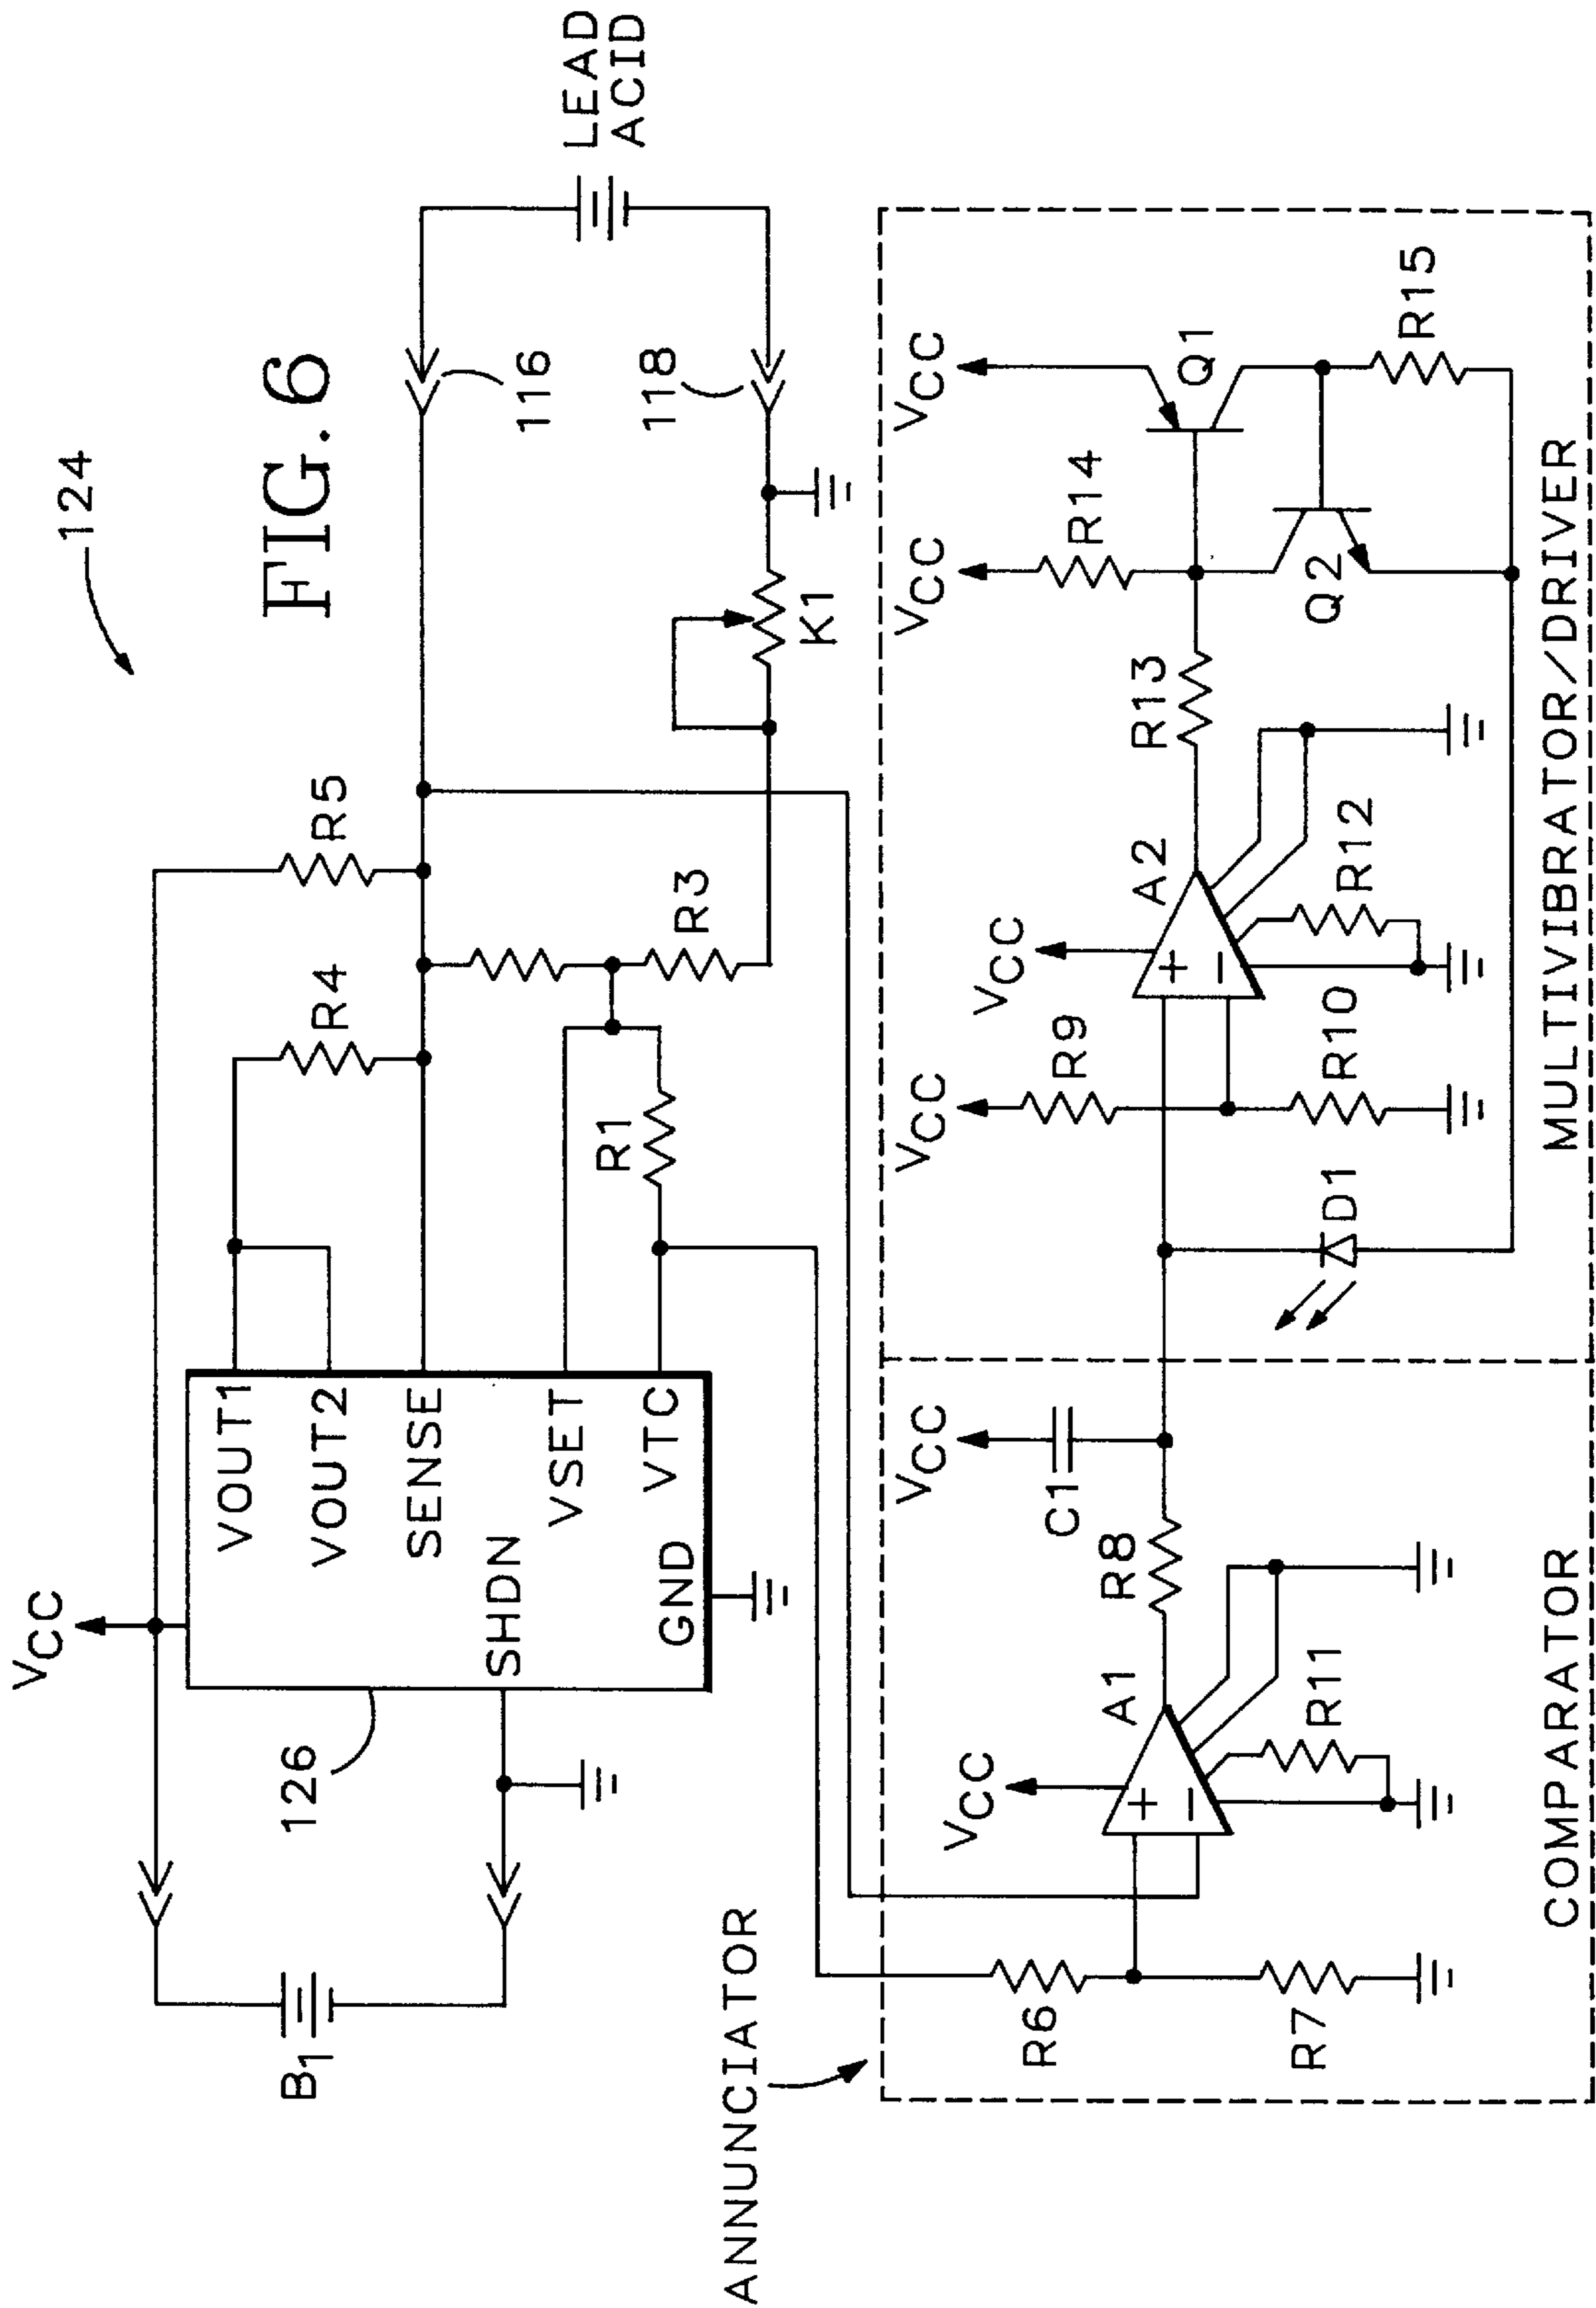 FIG. 6
124
VCC
B1
126
VOUT1
VOUT2
SENSE
SHDN
VSET
VTC
GND
R4
R5
R1
R3
K1
116
118
LEAD
ACID
ANNUNCIATOR
R6
R7
VCC
A1
+
−
R11
R8
C1
VCC
COMPARATOR
D1
VCC
R9
R10
VCC
A2
+
−
R12
R13
VCC
R14
VCC
Q1
Q2
R15
MULTIVIBRATOR/DRIVER